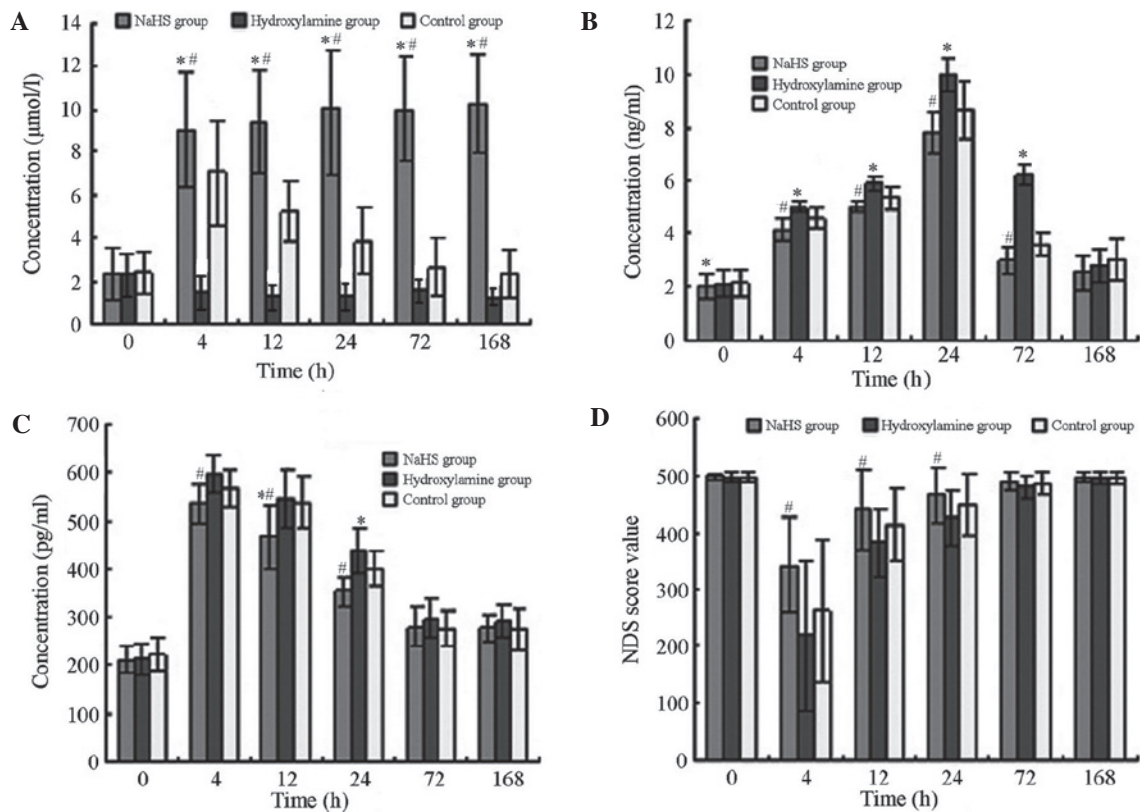 A
NaHS group Hydroxylamine group Control group
Concentration (μmol/l)
14
12
10
8
6
4
2
0
*# *# *# *# *#
0 4 12 24 72 168
Time (h)
B
NaHS group
Hydroxylamine group
Control group
Concentration (ng/ml)
12
10
8
6
4
2
0
* # * # * # * # *
0 4 12 24 72 168
Time (h)
C
NaHS group
Hydroxylamine group
Control group
Concentration (pg/ml)
700
600
500
400
300
200
100
0
# *# # *
0 4 12 24 72 168
Time (h)
D
NaHS group Hydroxylamine group Control group
NDS score value
600
500
400
300
200
100
0
# # #
0 4 12 24 72 168
Time (h)